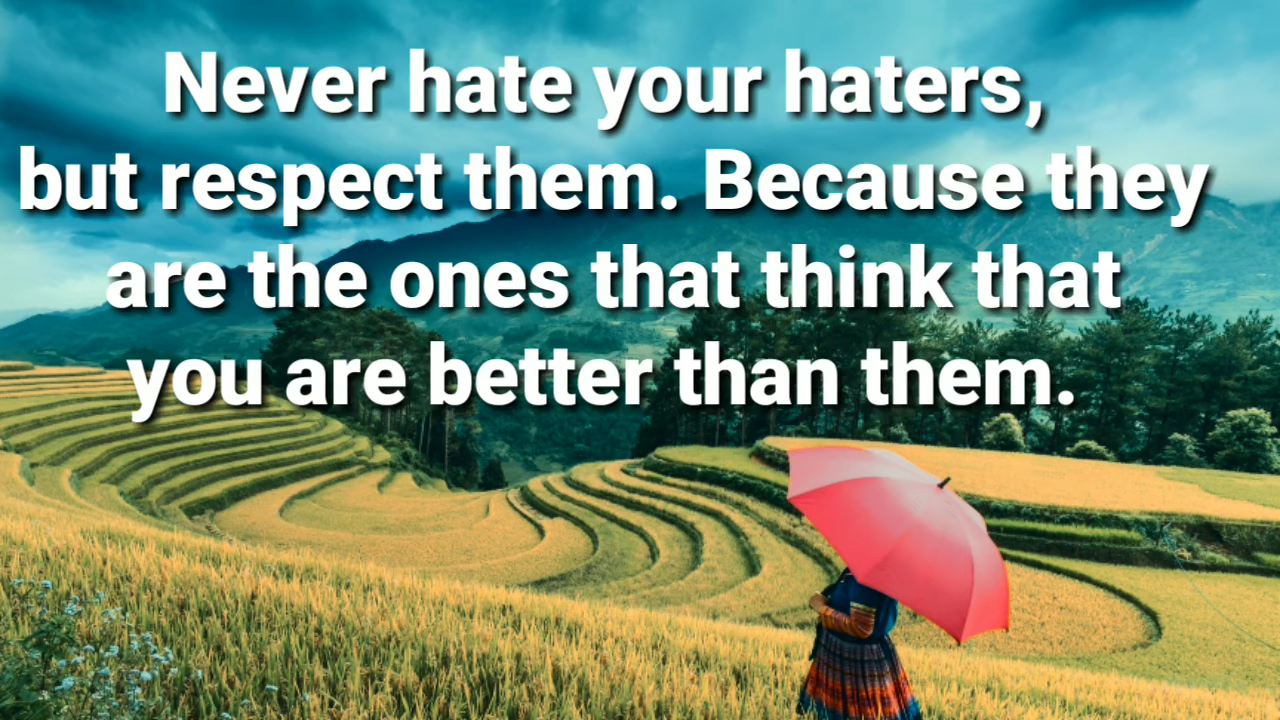 Never hate your haters,
but respect them. Because they
are the ones that think that
you are better than them.